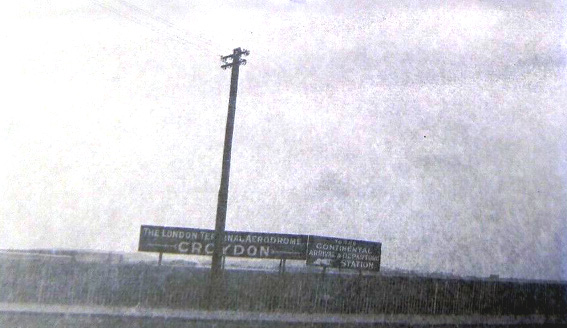 THE LONDON TERMINAL AERODROME
CROYDON
CONTINENTAL
ARRIVAL & DEPARTURE
STATION